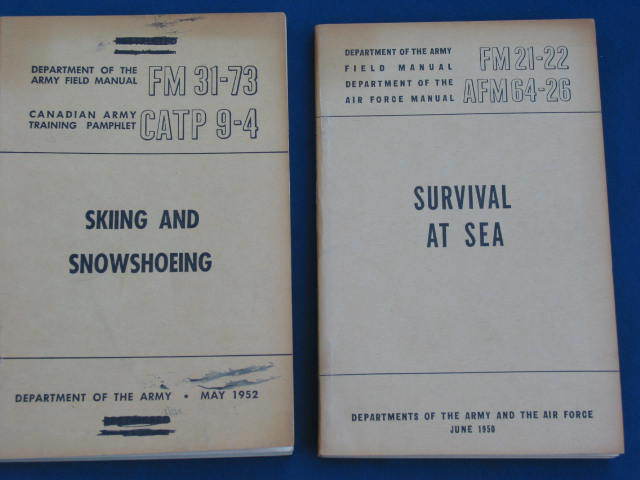 DEPARTMENT OF THE
ARMY FIELD MANUAL
FM 31-73
CANADIAN ARMY
TRAINING PAMPHLET
CATP 9-4
SKIING AND
SNOWSHOEING
DEPARTMENT OF THE ARMY • MAY 1952
DEPARTMENT OF THE ARMY
FIELD MANUAL
FM 21-22
DEPARTMENT OF THE
AIR FORCE MANUAL
AFM 64-26
SURVIVAL
AT SEA
DEPARTMENTS OF THE ARMY AND THE AIR FORCE
JUNE 1950